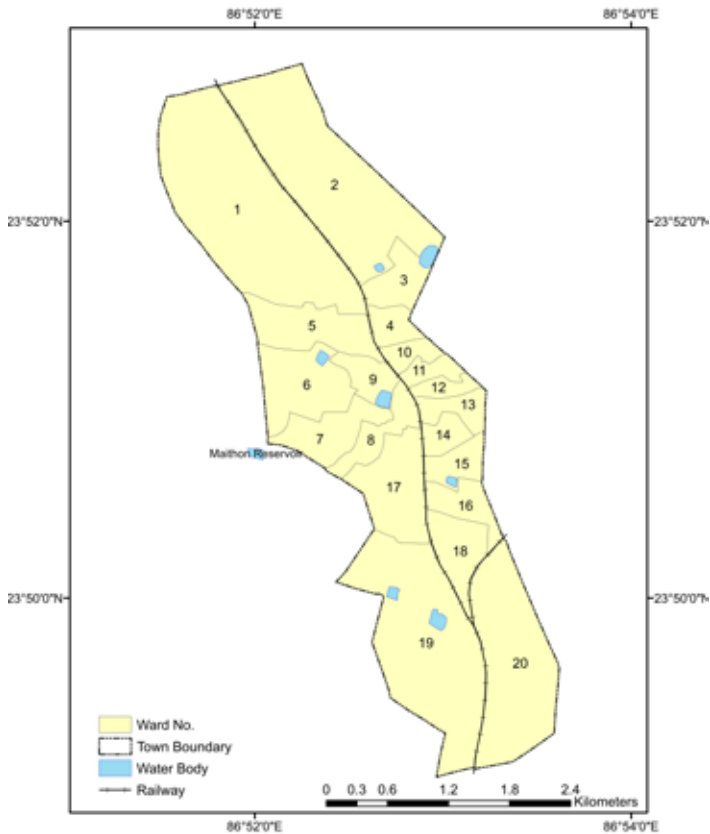 86°52'0"E 86°54'0"E
23°52'0"N 23°52'0"N
1
2
3
4
5
10
11
6
9
12
13
7
8
14
Maithon Reservoir
15
17
16
18
23°50'0"N 23°50'0"N
19
20
Ward No.
Town Boundary
Water Body
Railway
0 0.3 0.6 1.2 1.8 2.4
Kilometers
86°52'0"E 86°54'0"E